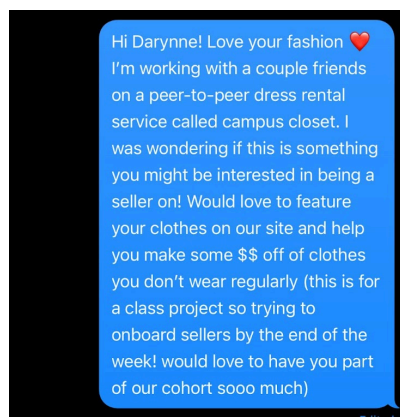 Hi Darynne! Love your fashion ❤️
I'm working with a couple friends
on a peer-to-peer dress rental
service called campus closet. I
was wondering if this is something
you might be interested in being a
seller on! Would love to feature
your clothes on our site and help
you make some $$ off of clothes
you don't wear regularly (this is for
a class project so trying to
onboard sellers by the end of the
week! would love to have you part
of our cohort sooo much)